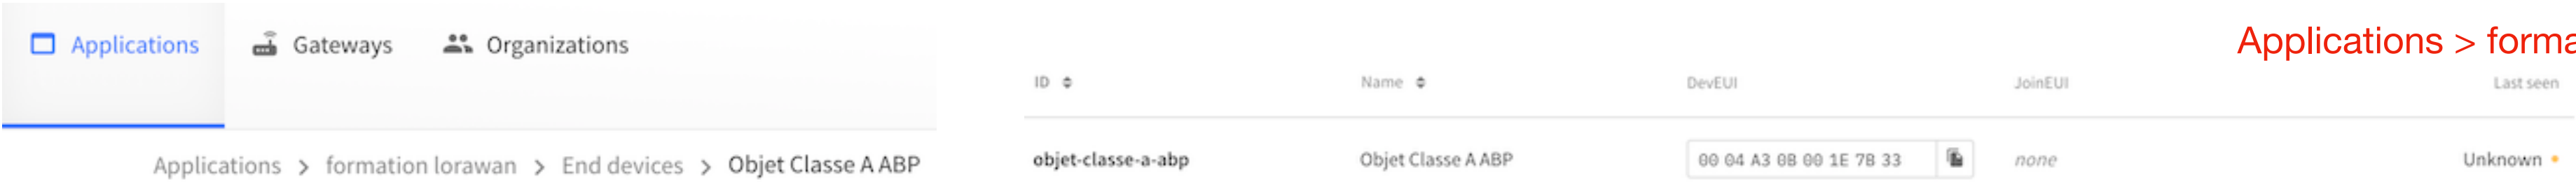 Applications Gateways Organizations
Applications > formation lorawan > End devices > Objet Classe A ABP
Applications > forma
ID Name DevEUI JoinEUI Last seen
objet-classe-a-abp Objet Classe A ABP 00 04 A3 0B 00 1E 7B 33 none Unknown